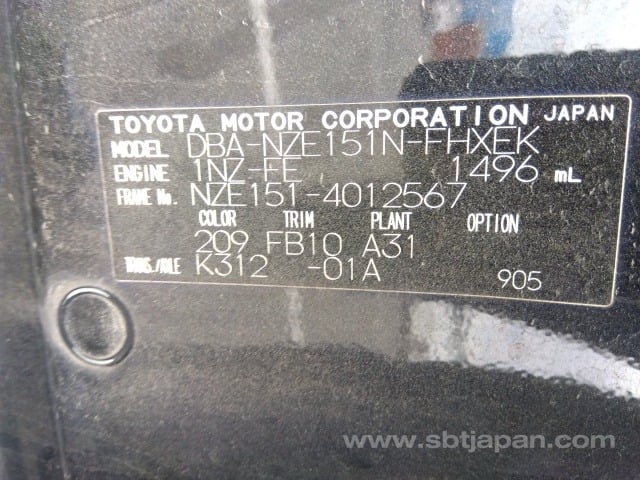 TOYOTA MOTOR CORPORATION JAPAN
MODEL DBA-NZE151N-FHXEK
ENGINE 1NZ-FE 1496 mL
FRAME No. NZE151-4012567
COLOR TRIM PLANT OPTION
209 FB10 A31
TRANS./AXLE K312 -01A 905
www.sbtjapan.com